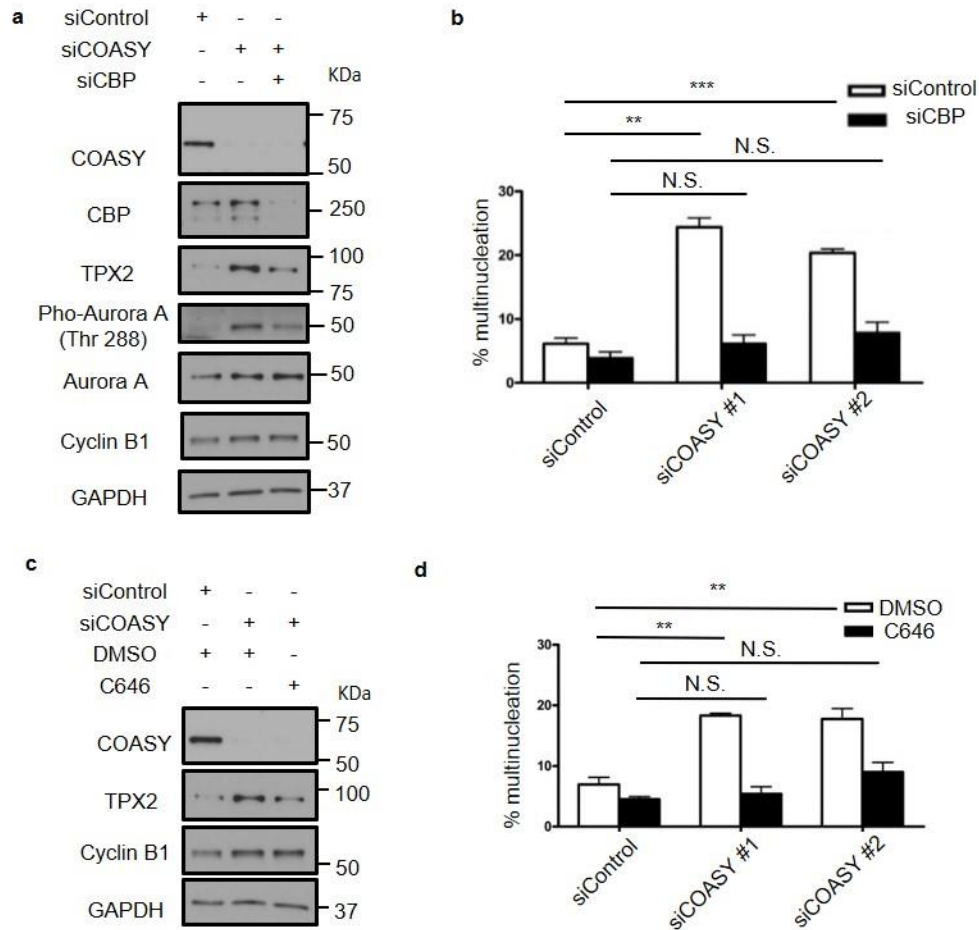 a
siControl + - -
siCOASY - + +
siCBP - - + KDa
75
COASY
50
CBP 250
100
TPX2
75
Pho-Aurora A
(Thr 288) 50
Aurora A 50
Cyclin B1 50
GAPDH 37
b
siControl
siCBP
***
**
N.S.
N.S.
% multinucleation
30
20
10
0
siControl siCOASY #1 siCOASY #2
c
siControl + - -
siCOASY - + +
DMSO + + -
C646 - - + KDa
75
COASY
50
TPX2 100
Cyclin B1
50
GAPDH 37
d
DMSO
C646
**
**
N.S.
N.S.
% multinucleation
30
20
10
0
siControl siCOASY #1 siCOASY #2